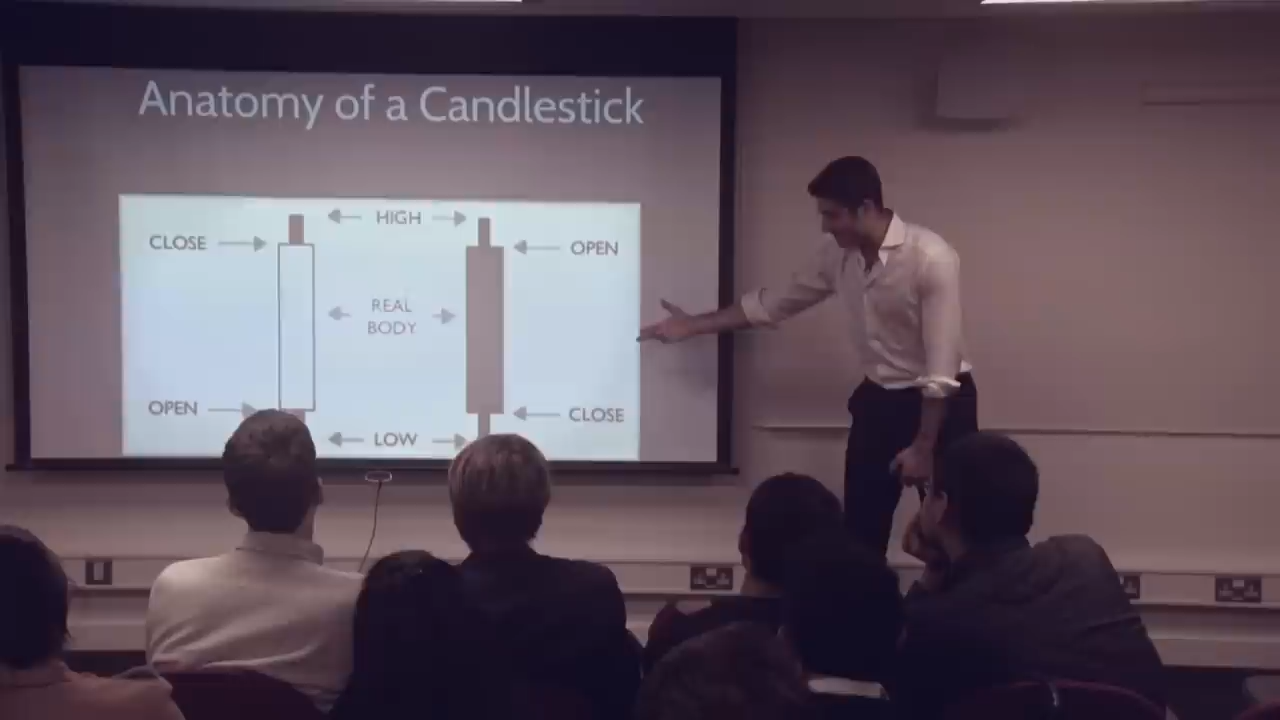 Anatomy of a Candlestick
HIGH
CLOSE
OPEN
REAL
BODY
OPEN
CLOSE
LOW